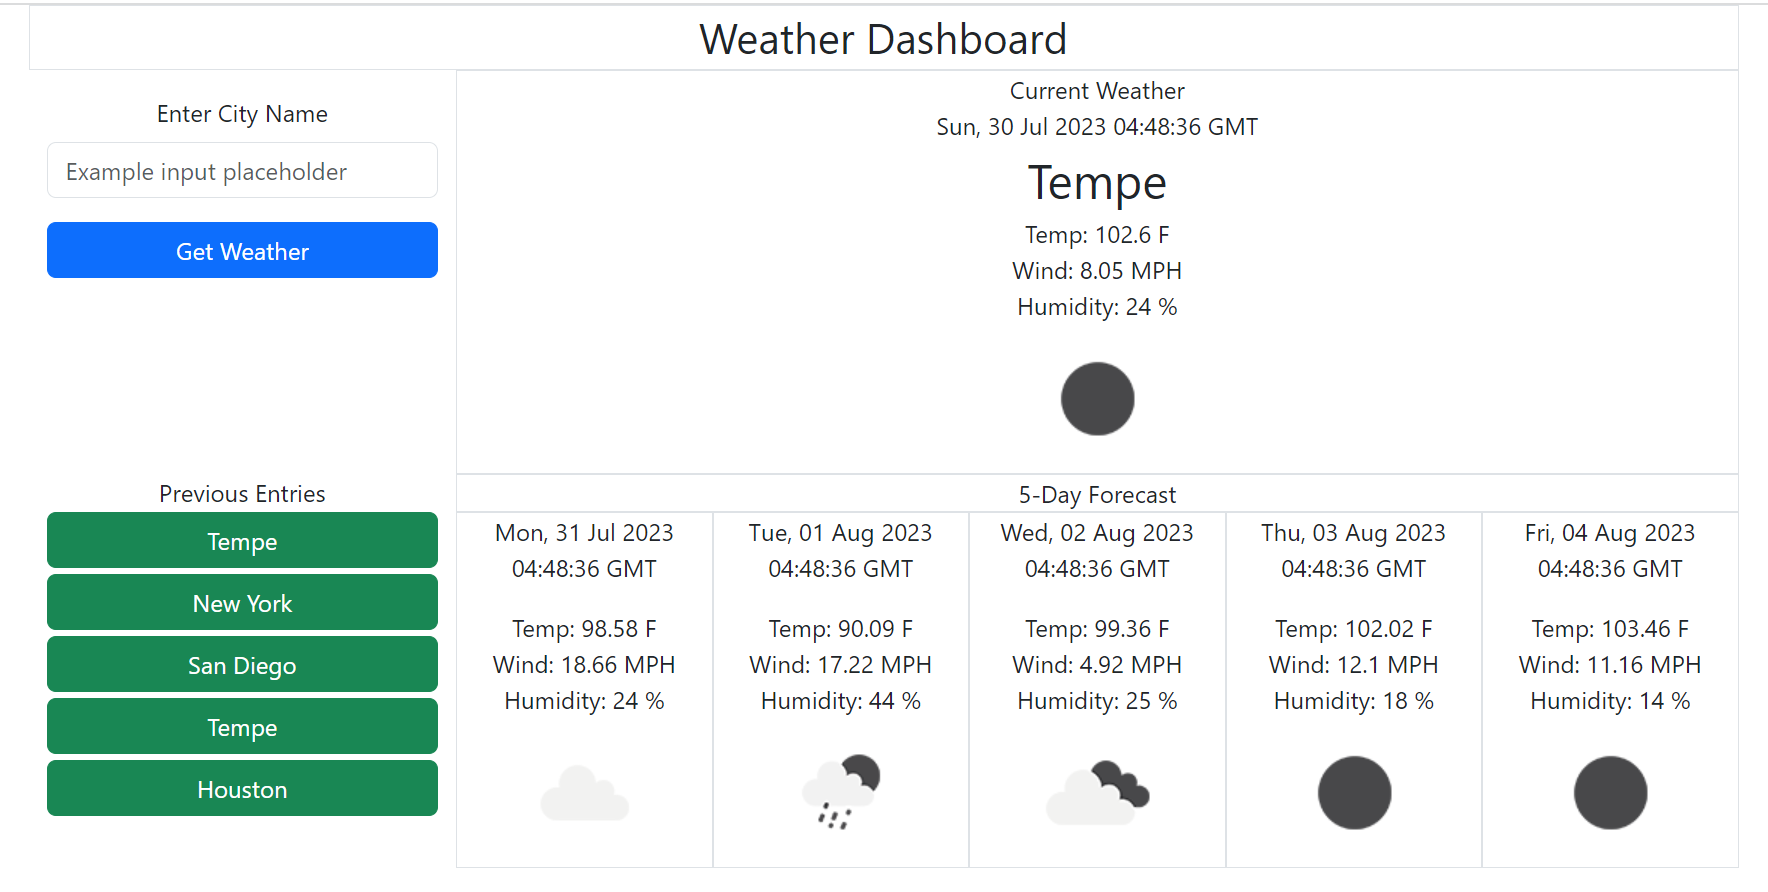 Weather Dashboard
Enter City Name
Example input placeholder
Get Weather
Previous Entries
Tempe
New York
San Diego
Tempe
Houston
Current Weather
Sun, 30 Jul 2023 04:48:36 GMT
Tempe
Temp: 102.6 F
Wind: 8.05 MPH
Humidity: 24 %
5-Day Forecast
Mon, 31 Jul 2023
04:48:36 GMT
Temp: 98.58 F
Wind: 18.66 MPH
Humidity: 24 %
Tue, 01 Aug 2023
04:48:36 GMT
Temp: 90.09 F
Wind: 17.22 MPH
Humidity: 44 %
Wed, 02 Aug 2023
04:48:36 GMT
Temp: 99.36 F
Wind: 4.92 MPH
Humidity: 25 %
Thu, 03 Aug 2023
04:48:36 GMT
Temp: 102.02 F
Wind: 12.1 MPH
Humidity: 18 %
Fri, 04 Aug 2023
04:48:36 GMT
Temp: 103.46 F
Wind: 11.16 MPH
Humidity: 14 %